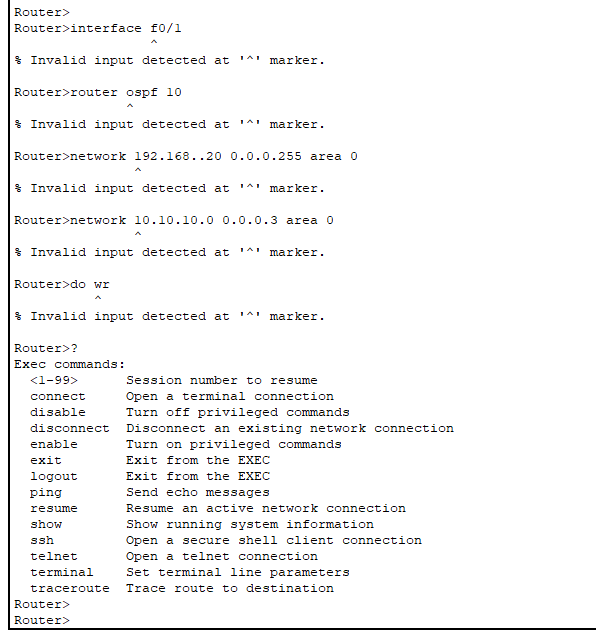 Router>
Router>interface f0/1
^
% Invalid input detected at '^' marker.
Router>router ospf 10
^
% Invalid input detected at '^' marker.
Router>network 192.168..20 0.0.0.255 area 0
^
% Invalid input detected at '^' marker.
Router>network 10.10.10.0 0.0.0.3 area 0
^
% Invalid input detected at '^' marker.
Router>do wr
^
% Invalid input detected at '^' marker.
Router>?
Exec commands:
<1-99> Session number to resume
connect Open a terminal connection
disable Turn off privileged commands
disconnect Disconnect an existing network connection
enable Turn on privileged commands
exit Exit from the EXEC
logout Exit from the EXEC
ping Send echo messages
resume Resume an active network connection
show Show running system information
ssh Open a secure shell client connection
telnet Open a telnet connection
terminal Set terminal line parameters
traceroute Trace route to destination
Router>
Router>